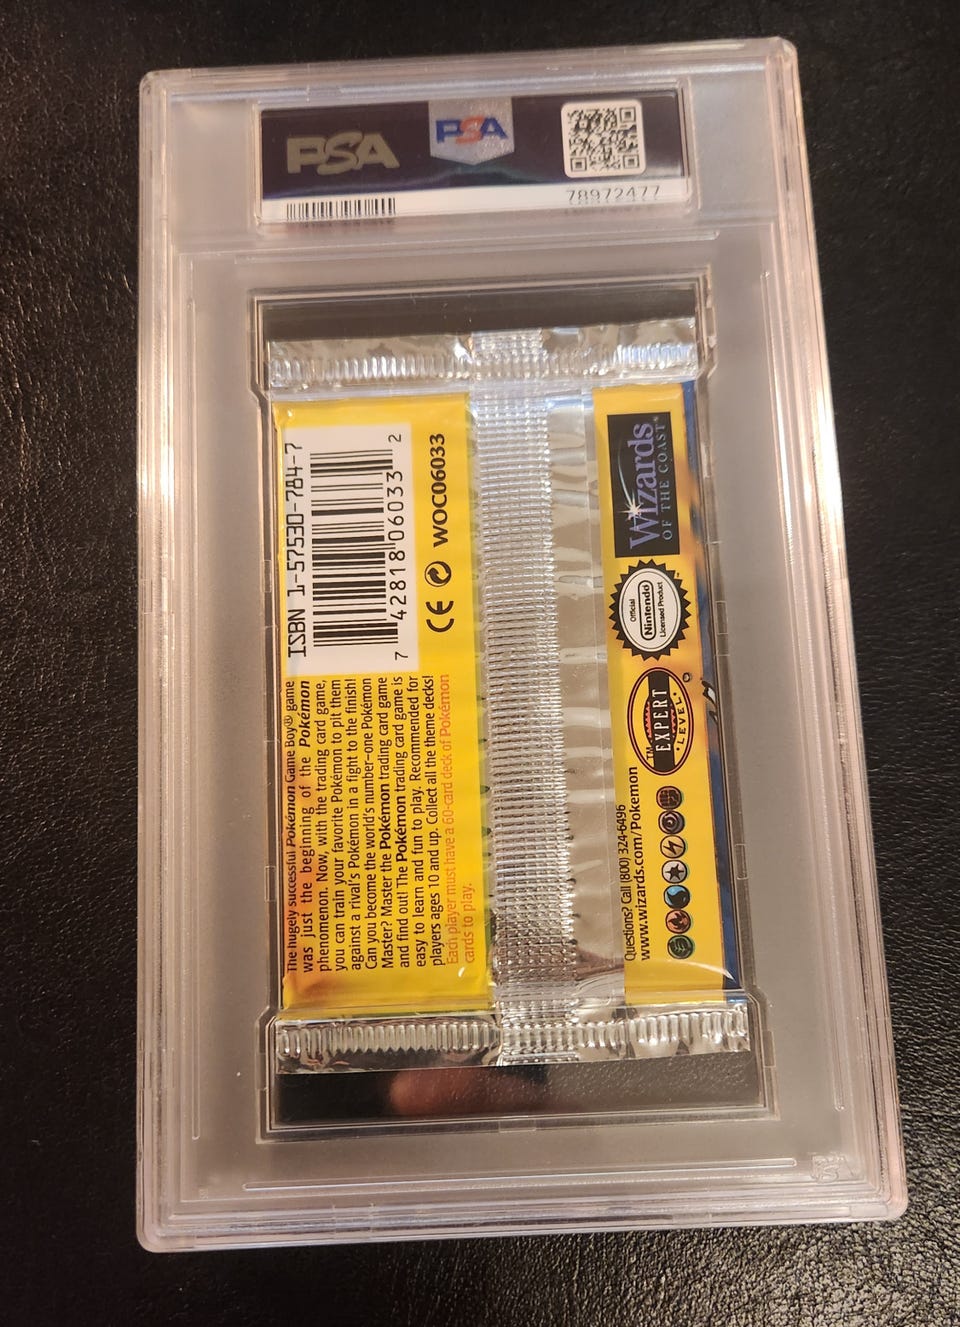 PSA
PSA
78972477
ISBN 1-57530-784-7
7 42818 06033 2
CE WOC06033
The hugely successful Pokémon Game Boy® game
was just the beginning of the Pokémon
phenomenon. Now, with the trading card game,
you can train your favorite Pokémon to pit them
against a rival's Pokémon in a fight to the finish!
Can you become the world's number-one Pokémon
Master? Master the Pokémon trading card game
and find out! The Pokémon trading card game is
easy to learn and fun to play. Recommended for
players ages 10 and up. Collect all the theme decks!
Each player must have a 60-card deck of Pokémon
cards to play.
Wizards
OF THE COAST®
Official
Nintendo
Licensed Product
EXPERT
LEVEL
TM
Questions? Call (800) 324-6496
www.wizards.com/Pokemon
PSA